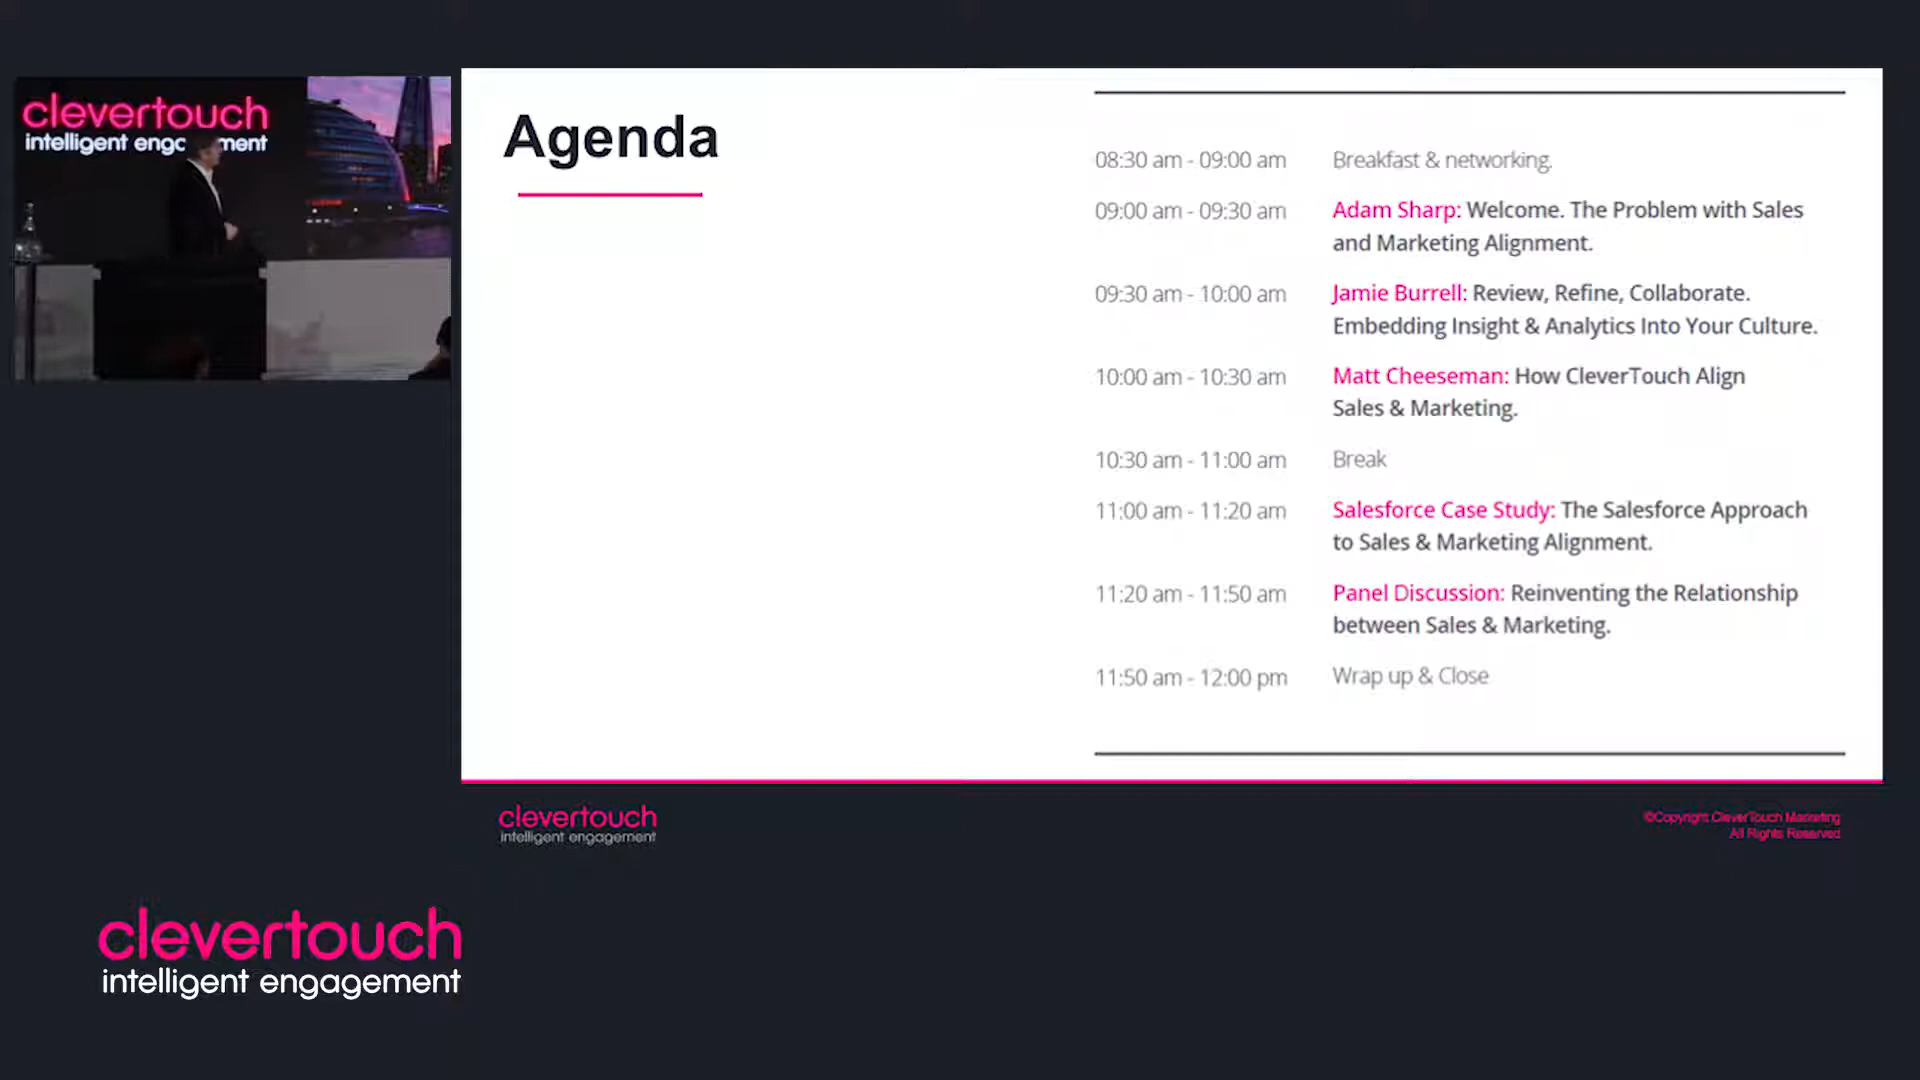 clevertouch
intelligent engagement
Agenda
08:30 am - 09:00 am Breakfast & networking.
09:00 am - 09:30 am Adam Sharp: Welcome. The Problem with Sales
and Marketing Alignment.
09:30 am - 10:00 am Jamie Burrell: Review, Refine, Collaborate.
Embedding Insight & Analytics Into Your Culture.
10:00 am - 10:30 am Matt Cheeseman: How CleverTouch Align
Sales & Marketing.
10:30 am - 11:00 am Break
11:00 am - 11:20 am Salesforce Case Study: The Salesforce Approach
to Sales & Marketing Alignment.
11:20 am - 11:50 am Panel Discussion: Reinventing the Relationship
between Sales & Marketing.
11:50 am - 12:00 pm Wrap up & Close
clevertouch
intelligent engagement
©Copyright CleverTouch Marketing
All Rights Reserved
clevertouch
intelligent engagement